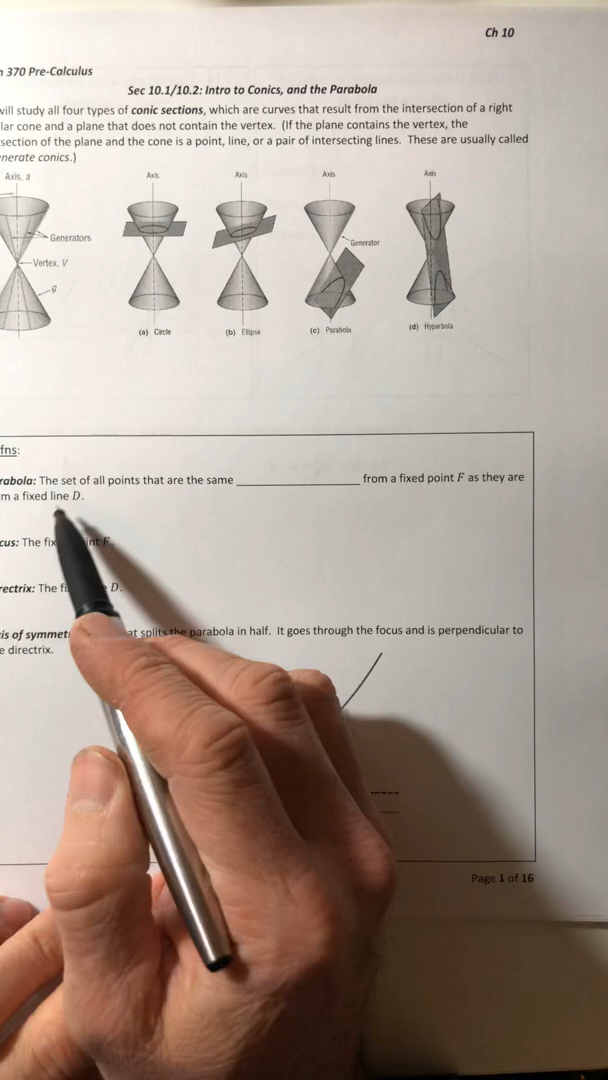 Ch 10
370 Pre-Calculus
Sec 10.1/10.2: Intro to Conics, and the Parabola
will study all four types of conic sections, which are curves that result from the intersection of a right
lar cone and a plane that does not contain the vertex. (If the plane contains the vertex, the
section of the plane and the cone is a point, line, or a pair of intersecting lines. These are usually called
nerate conics.)
Axis, a
Axis
Axis
Axis
Axis
Generators
Generator
Vertex, V
g
(a) Circle
(b) Ellipse
(c) Parabola
(d) Hyperbola
fns:
rabola: The set of all points that are the same ____________ from a fixed point F as they are
m a fixed line D.
cus: The fix int F.
rectrix: The fi D.
is of symmet at splits the parabola in half. It goes through the focus and is perpendicular to
e directrix.
Page 1 of 16